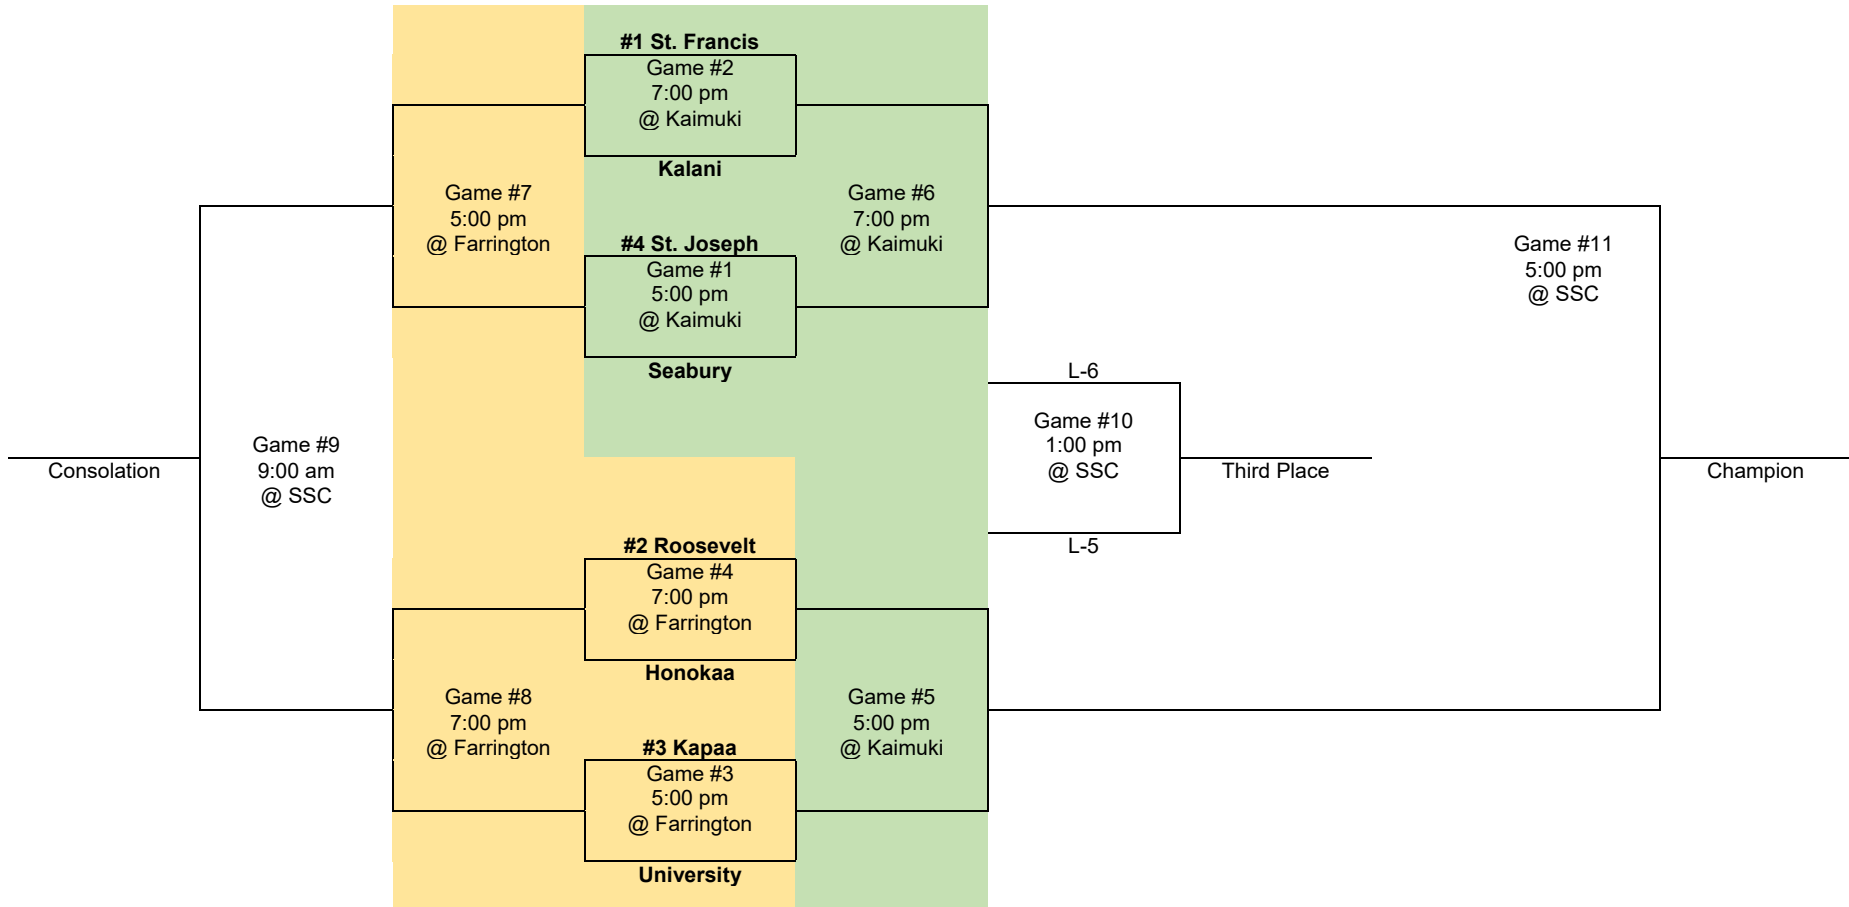 #1 St. Francis
Game #2
7:00 pm
@ Kaimuki
Kalani
Game #7
5:00 pm
@ Farrington
Game #6
7:00 pm
@ Kaimuki
#4 St. Joseph
Game #1
5:00 pm
@ Kaimuki
Seabury
Game #11
5:00 pm
@ SSC
L-6
Game #10
1:00 pm
@ SSC
L-5
Game #9
9:00 am
@ SSC
Consolation
Third Place
Champion
#2 Roosevelt
Game #4
7:00 pm
@ Farrington
Honokaa
Game #8
7:00 pm
@ Farrington
Game #5
5:00 pm
@ Kaimuki
#3 Kapaa
Game #3
5:00 pm
@ Farrington
University